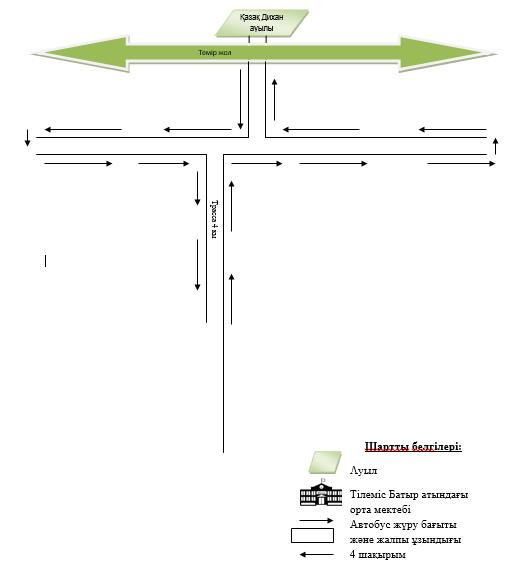 Қазақ Дихан
ауылы
Темір жол
Трасса 4 км
Шартты белгілері:
Ауыл
Тілеміс Батыр атындағы
орта мектебі
Автобус жүру бағыты
және жалпы ұзындығы
4 шақырым